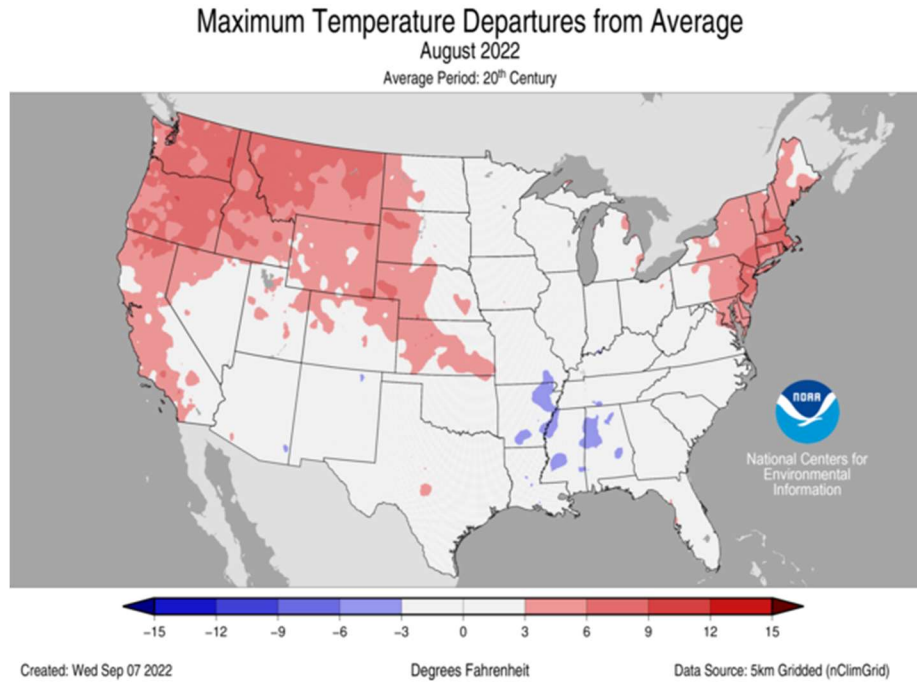 Maximum Temperature Departures from Average
August 2022
Average Period: 20th Century
NOAA
National Centers for
Environmental
Information
−15 −12 −9 −6 −3 0 3 6 9 12 15
Created: Wed Sep 07 2022 Degrees Fahrenheit Data Source: 5km Gridded (nClimGrid)